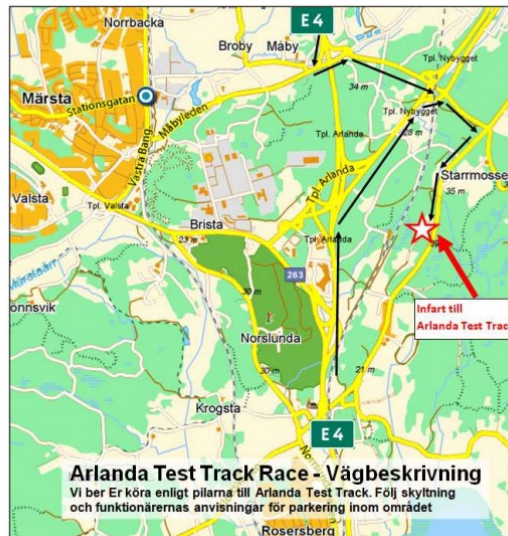 E 4
Norrbacka
Broby
Måby
Tpl. Nybygget
Märsta
Stationsgatan
34 m
Måbyleden
Tpl. Nybygget
28 m
Tpl. Arlanda
Västra Bang.
Starrmosse
Valsta
Tpl. Valsta
Tpl. Arlanda
35 m
Brista
23 m
Tpl. Arlanda
263
30 m
Infart till
Arlanda Test Track
Norslunda
30 m
21 m
Krogsta
E 4
Arlanda Test Track Race - Vägbeskrivning
Vi ber Er köra enligt pilarna till Arlanda Test Track. Följ skyltning
och funktionärernas anvisningar för parkering inom området
Rosersberg